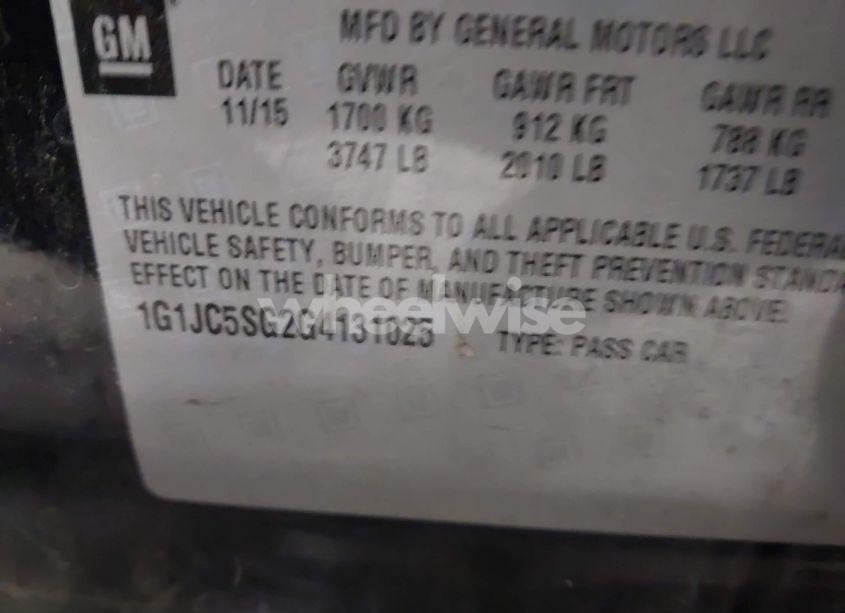 GM
MFD BY GENERAL MOTORS LLC
DATE GVWR GAWR FRT GAWR RR
11/15 1700 KG 912 KG 788 KG
3747 LB 2010 LB 1737 LB
THIS VEHICLE CONFORMS TO ALL APPLICABLE U.S. FEDERAL
VEHICLE SAFETY, BUMPER, AND THEFT PREVENTION STANDA
EFFECT ON THE DATE OF MANUFACTURE SHOWN ABOVE.
wheelwise
1G1JC5SG2G4131625 TYPE: PASS CAR